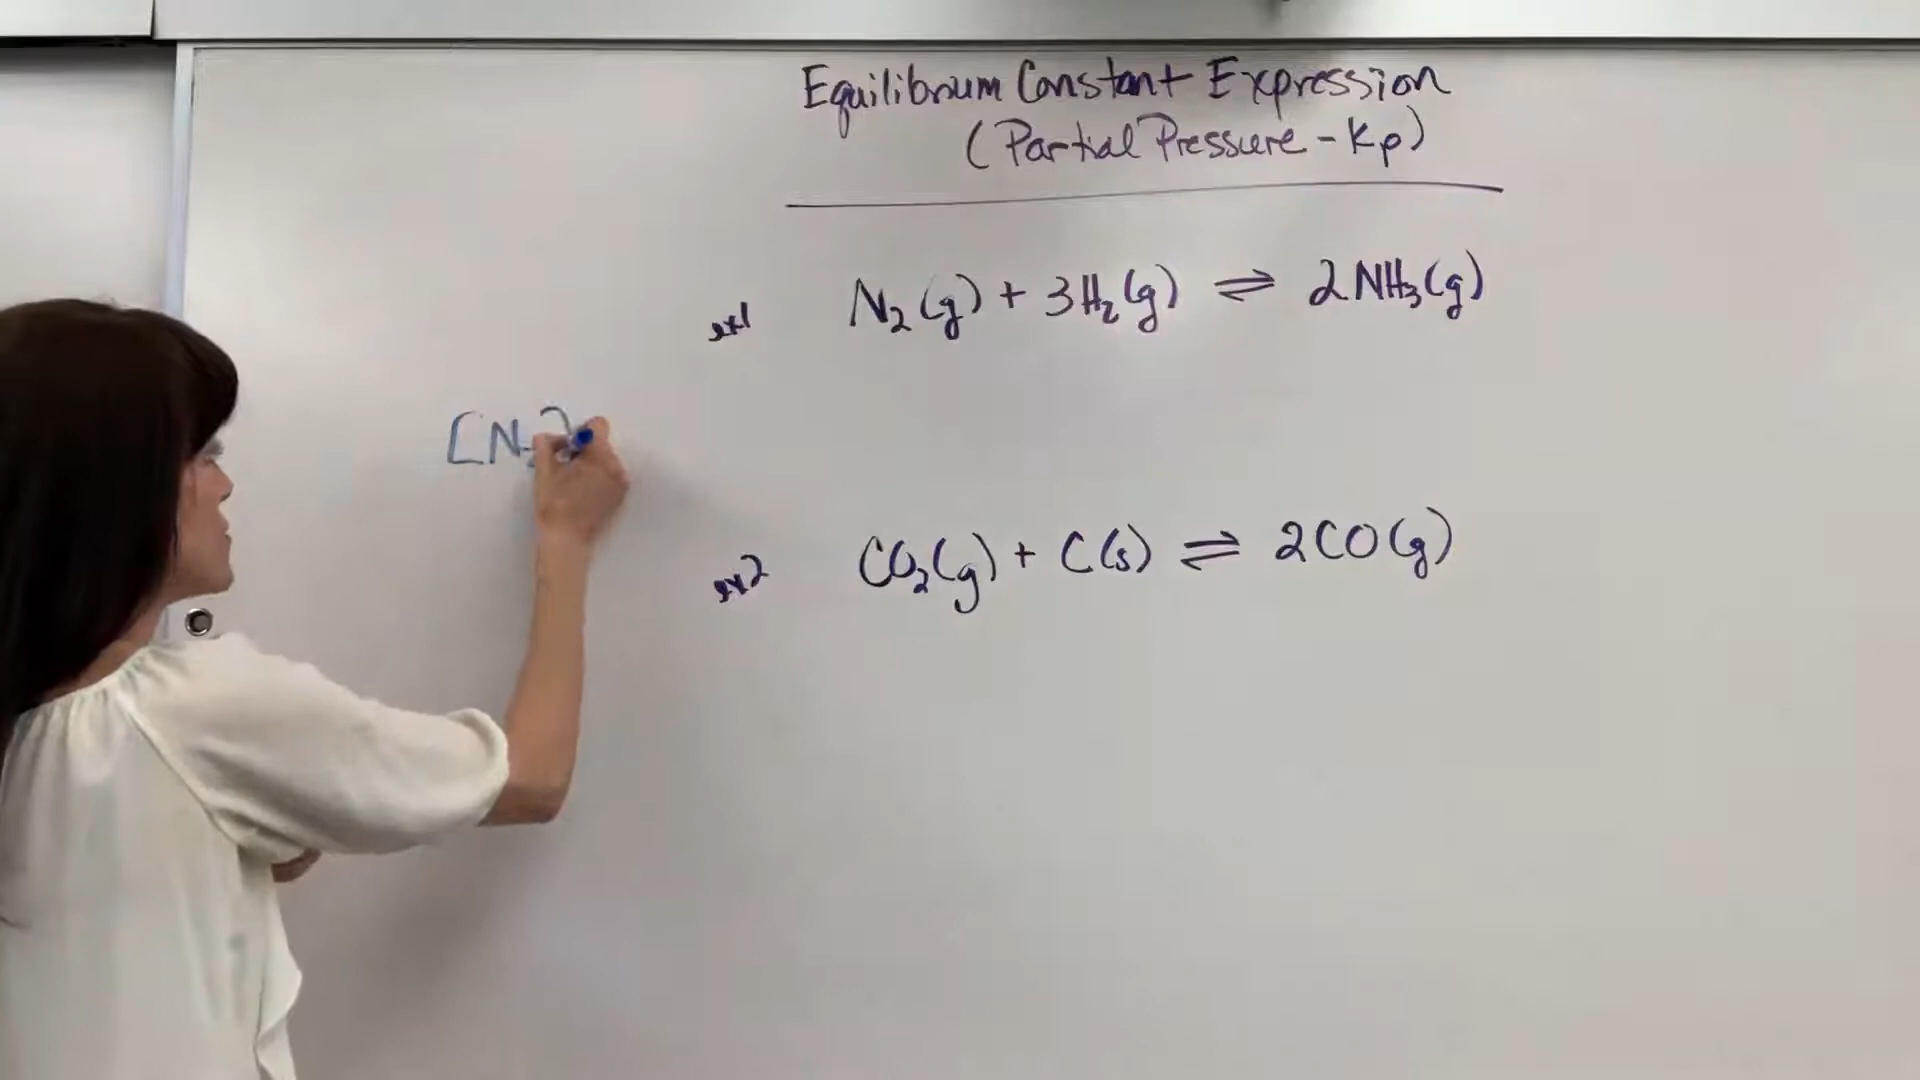 Equilibrium Constant Expression
(Partial Pressure - Kp)
ex1 N₂(g) + 3H₂(g) ⇌ 2NH₃(g)
[N₂]
ex2 CO₂(g) + C(s) ⇌ 2CO(g)